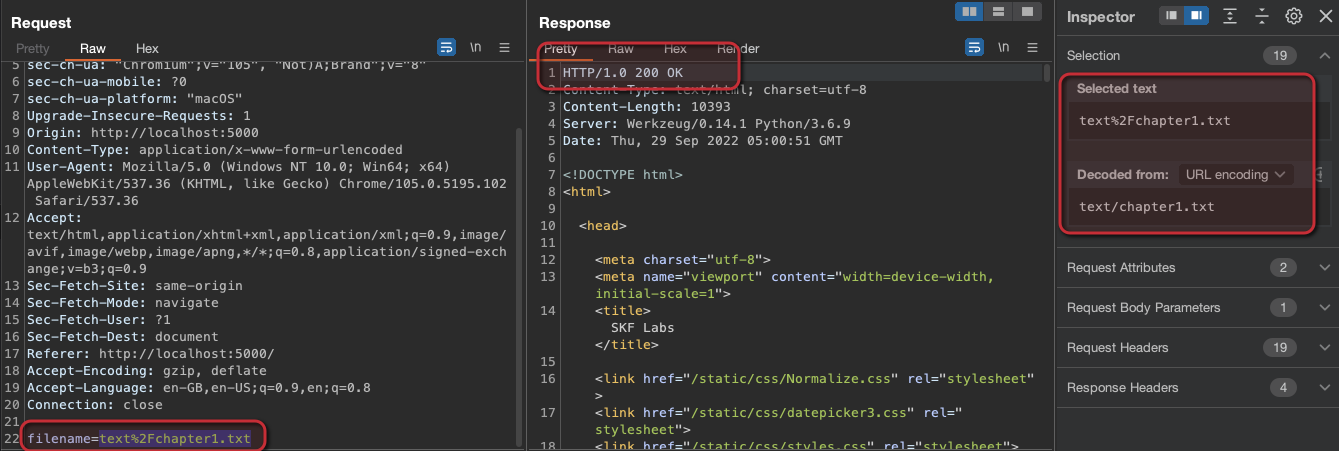 Request
Pretty Raw Hex \n
5 sec-ch-ua: "Chromium";v="105", "Not)A;Brand";v="8"
6 sec-ch-ua-mobile: ?0
7 sec-ch-ua-platform: "macOS"
8 Upgrade-Insecure-Requests: 1
9 Origin: http://localhost:5000
10 Content-Type: application/x-www-form-urlencoded
11 User-Agent: Mozilla/5.0 (Windows NT 10.0; Win64; x64)
AppleWebKit/537.36 (KHTML, like Gecko) Chrome/105.0.5195.102
Safari/537.36
12 Accept:
text/html,application/xhtml+xml,application/xml;q=0.9,image/
avif,image/webp,image/apng,*/*;q=0.8,application/signed-exch
ange;v=b3;q=0.9
13 Sec-Fetch-Site: same-origin
14 Sec-Fetch-Mode: navigate
15 Sec-Fetch-User: ?1
16 Sec-Fetch-Dest: document
17 Referer: http://localhost:5000/
18 Accept-Encoding: gzip, deflate
19 Accept-Language: en-GB,en-US;q=0.9,en;q=0.8
20 Connection: close
21
22 filename=text%2Fchapter1.txt
Response
Pretty Raw Hex Render \n
1 HTTP/1.0 200 OK
2 Content-Type: text/html; charset=utf-8
3 Content-Length: 10393
4 Server: Werkzeug/0.14.1 Python/3.6.9
5 Date: Thu, 29 Sep 2022 05:00:51 GMT
6
7 <!DOCTYPE html>
8 <html>
9
10 <head>
11
12 <meta charset="utf-8">
13 <meta name="viewport" content="width=device-width,
initial-scale=1">
14 <title>
SKF Labs
</title>
15
16 <link href="/static/css/Normalize.css" rel="stylesheet"
>
17 <link href="/static/css/datepicker3.css" rel="
stylesheet">
18 <link href="/static/css/styles.css" rel="stylesheet">
Inspector
Selection 19
Selected text
text%2Fchapter1.txt
Decoded from: URL encoding
text/chapter1.txt
Request Attributes 2
Request Body Parameters 1
Request Headers 19
Response Headers 4